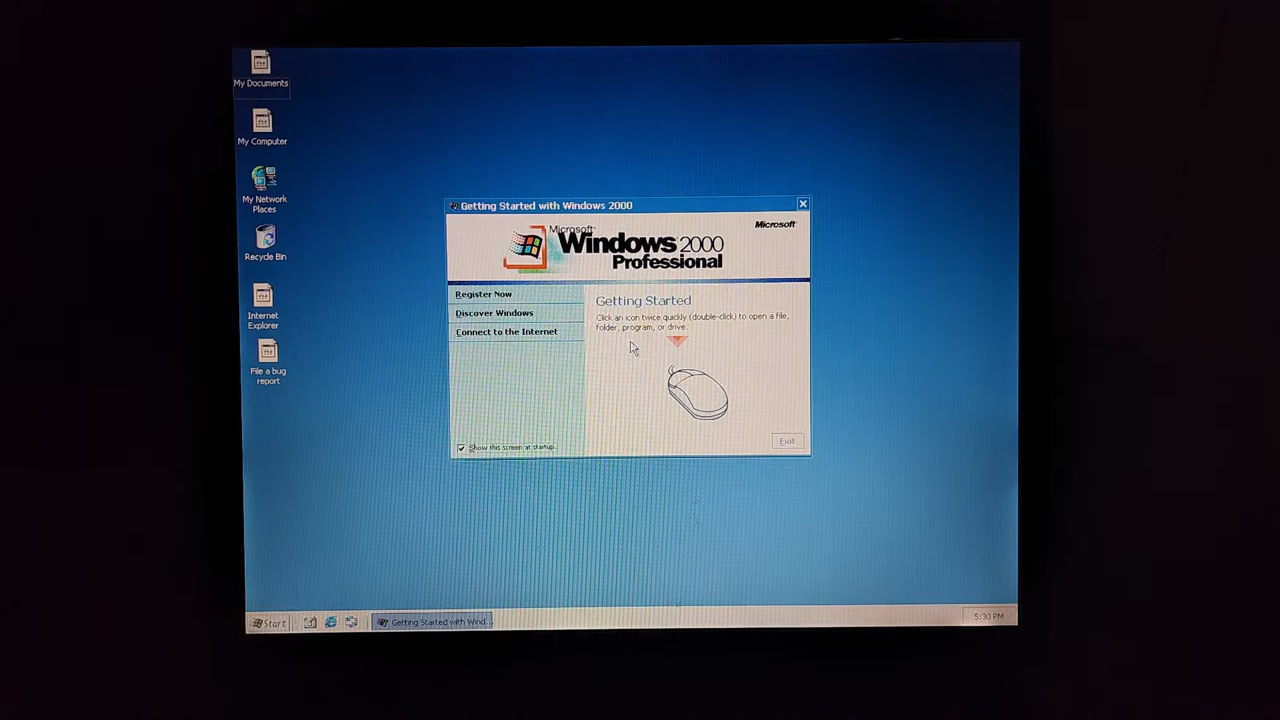 My Documents
My Computer
My Network
Places
Recycle Bin
Internet
Explorer
File a bug
report
Getting Started with Windows 2000
Microsoft
Microsoft
Windows 2000
Professional
Register Now
Discover Windows
Connect to the Internet
Getting Started
Click an icon twice quickly (double-click) to open a file,
folder, program, or drive.
Show this screen at startup.
Exit
Start
Getting Started with Wind...
5:30 PM